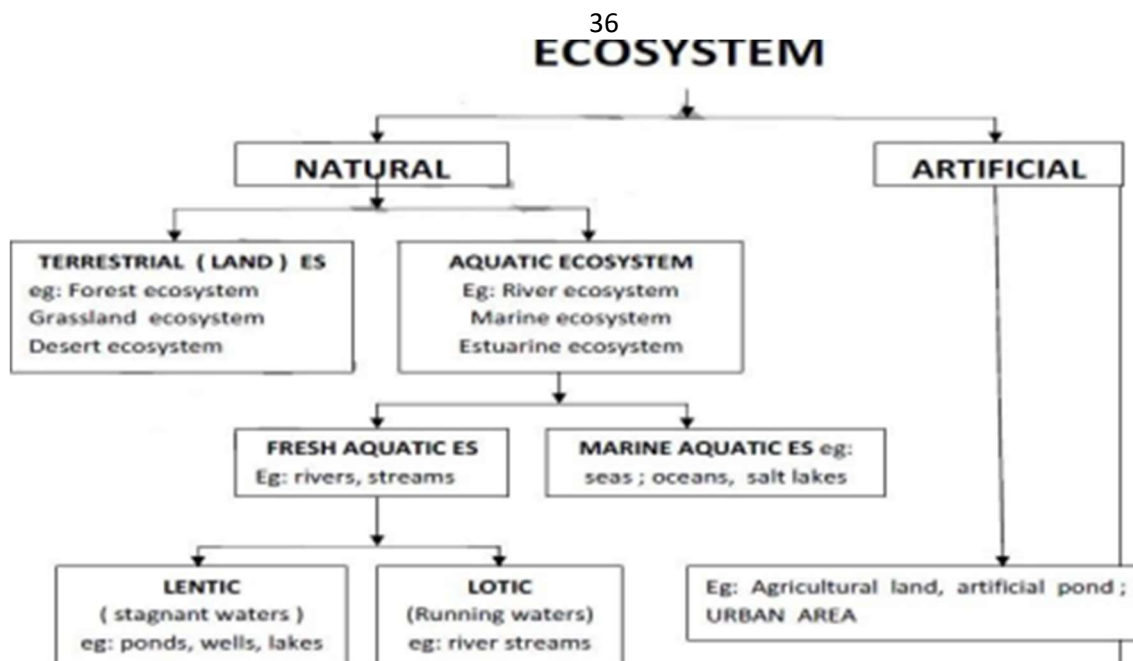 36
ECOSYSTEM
NATURAL
ARTIFICIAL
TERRESTRIAL ( LAND ) ES
eg: Forest ecosystem
Grassland ecosystem
Desert ecosystem
AQUATIC ECOSYSTEM
Eg: River ecosystem
Marine ecosystem
Estuarine ecosystem
FRESH AQUATIC ES
Eg: rivers, streams
MARINE AQUATIC ES eg:
seas ; oceans, salt lakes
LENTIC
( stagnant waters )
eg: ponds, wells, lakes
LOTIC
(Running waters)
eg: river streams
Eg: Agricultural land, artificial pond ;
URBAN AREA